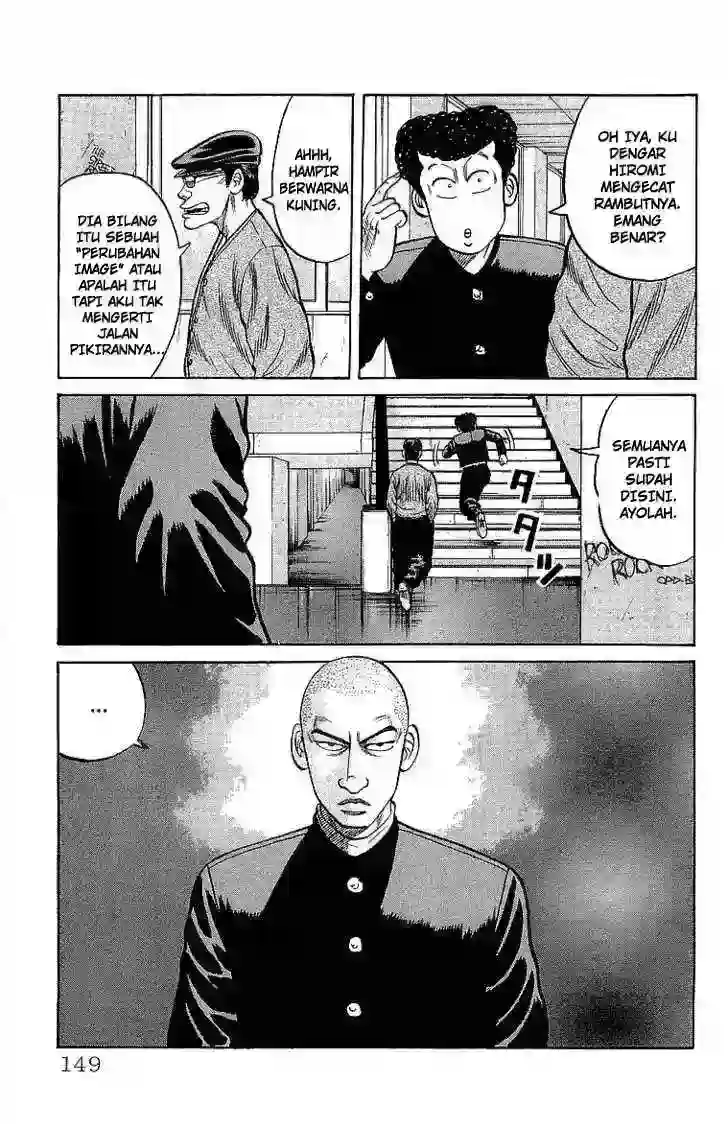 OH IYA, KU
DENGAR
HIROMI
MENGECAT
RAMBUTNYA.
EMANG
BENAR?
AHHH,
HAMPIR
BERWARNA
KUNING.
DIA BILANG
ITU SEBUAH
"PERUBAHAN
IMAGE" ATAU
APALAH ITU
TAPI AKU TAK
MENGERTI
JALAN
PIKIRANNYA...
SEMUANYA
PASTI
SUDAH
DISINI.
AYOLAH.
タタタッ
...
149